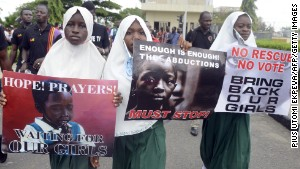 HOPE! PRAYERS!
WAITING FOR
OUR GIRLS
ENOUGH IS ENOUGH!
THE ABDUCTIONS
MUST STOP!
NO RESCUE
NO VOTE
BRING
BACK
OUR
GIRLS
PIUS UTOMI EKPEI/AFP/GETTY IMAGES